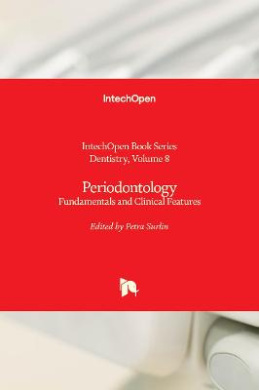 IntechOpen
IntechOpen Book Series
Dentistry, Volume 8
Periodontology
Fundamentals and Clinical Features
Edited by Petra Surlin